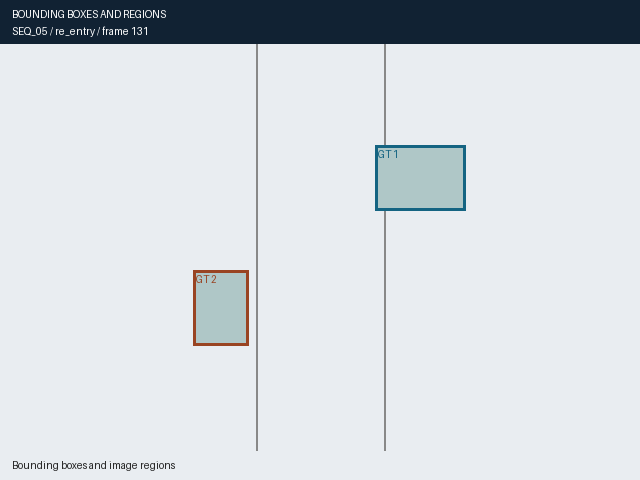 BOUNDING BOXES AND REGIONS
SEQ_05 / re_entry / frame 131
GT1
GT2
Bounding boxes and image regions